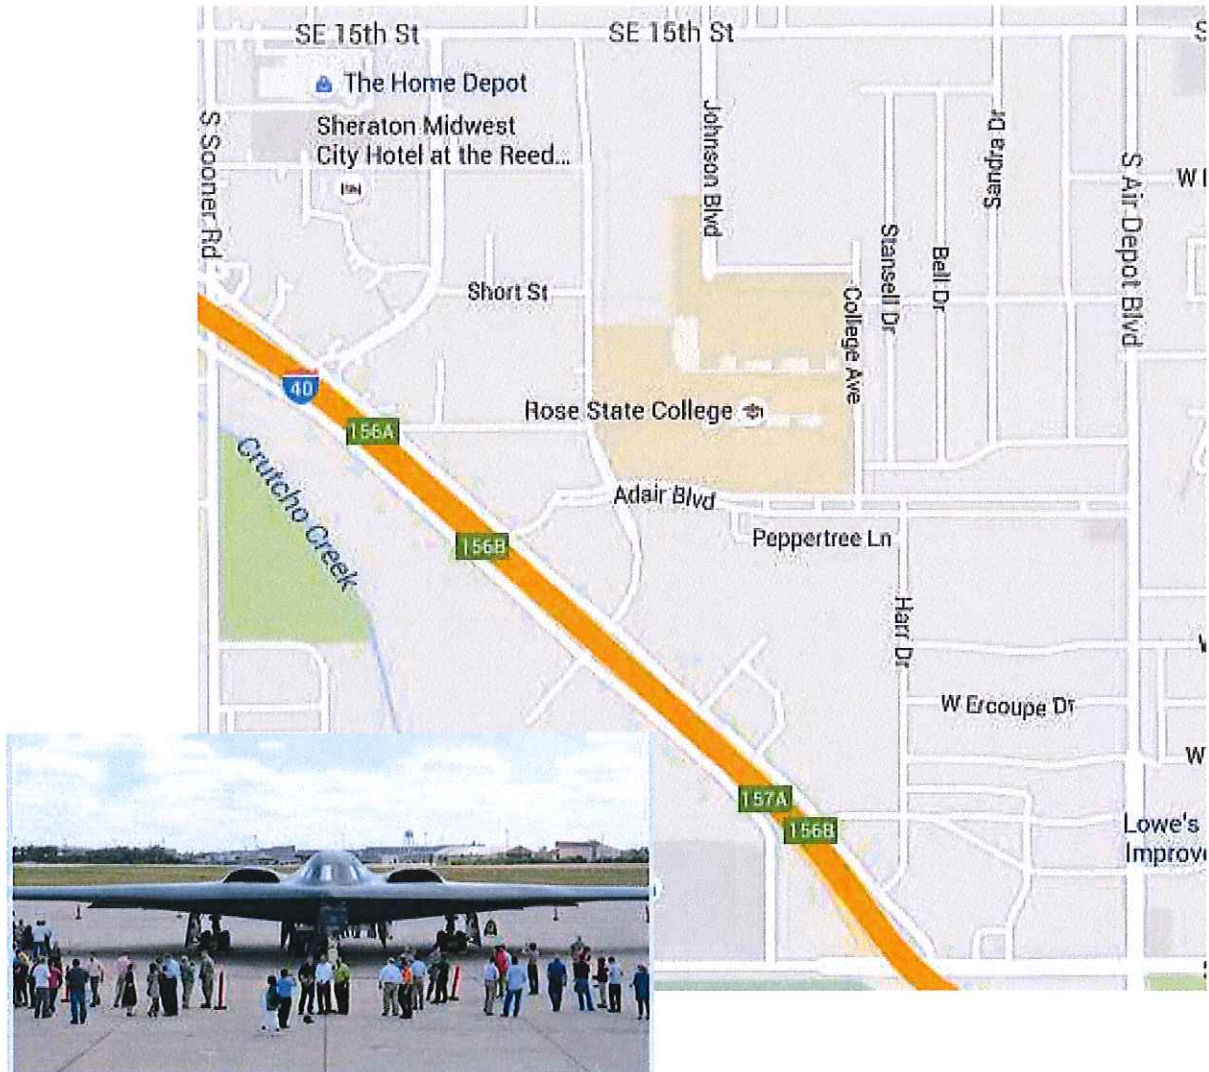 SE 15th St
SE 15th St
The Home Depot
Sheraton Midwest
City Hotel at the Reed...
S Sooner Rd
Johnson Blvd
Sandra Dr
S Air Depot Blvd
Stansell Dr
Bell Dr
Short St
College Ave
40
Rose State College
156A
Crutcho Creek
Adair Blvd
156B
Peppertree Ln
Harr Dr
W Ercoupe Dr
157A
156B
Lowe's